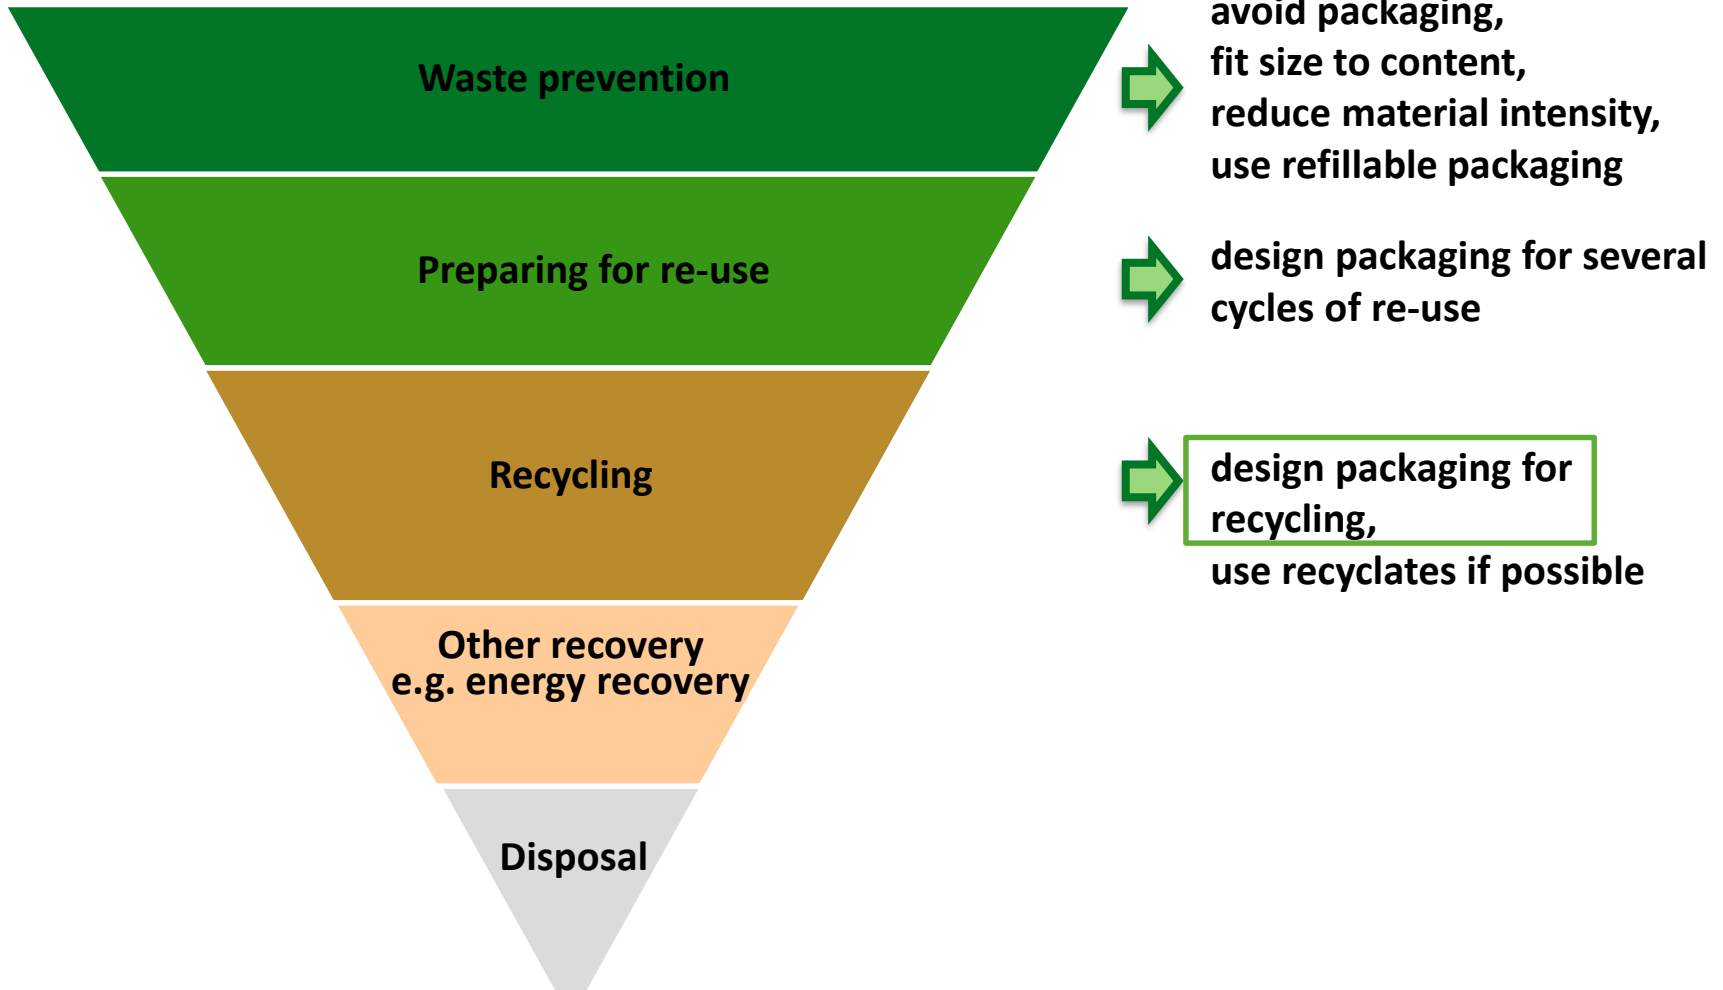 Waste prevention
avoid packaging,
fit size to content,
reduce material intensity,
use refillable packaging
Preparing for re-use
design packaging for several
cycles of re-use
Recycling
design packaging for
recycling,
use recyclates if possible
Other recovery
e.g. energy recovery
Disposal